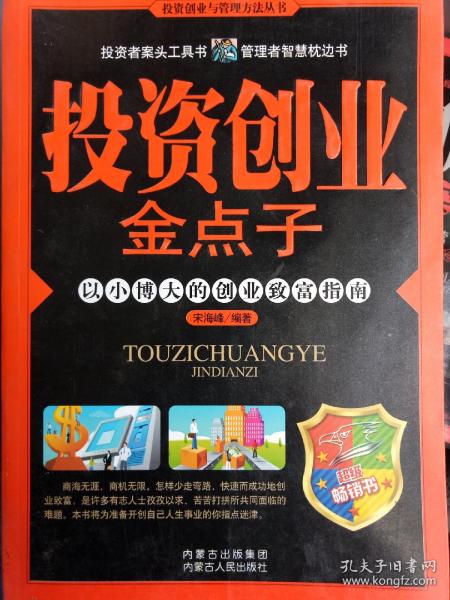 投资创业与管理方法丛书
投资者案头工具书 管理者智慧枕边书
投资创业
金点子
以小博大的创业致富指南
宋海峰/编著
TOUZICHUANGYE
JINDIANZI
超级
畅销书
商海无涯，商机无限，怎样少走弯路，快速而成功地创
业致富，是许多有志人士孜孜以求、苦苦打拼所共同面临的
难题。本书将为准备开创自己人生事业的你指点迷津。
内蒙古出版集团
内蒙古人民出版社
孔夫子旧书网
www.kongfz.com